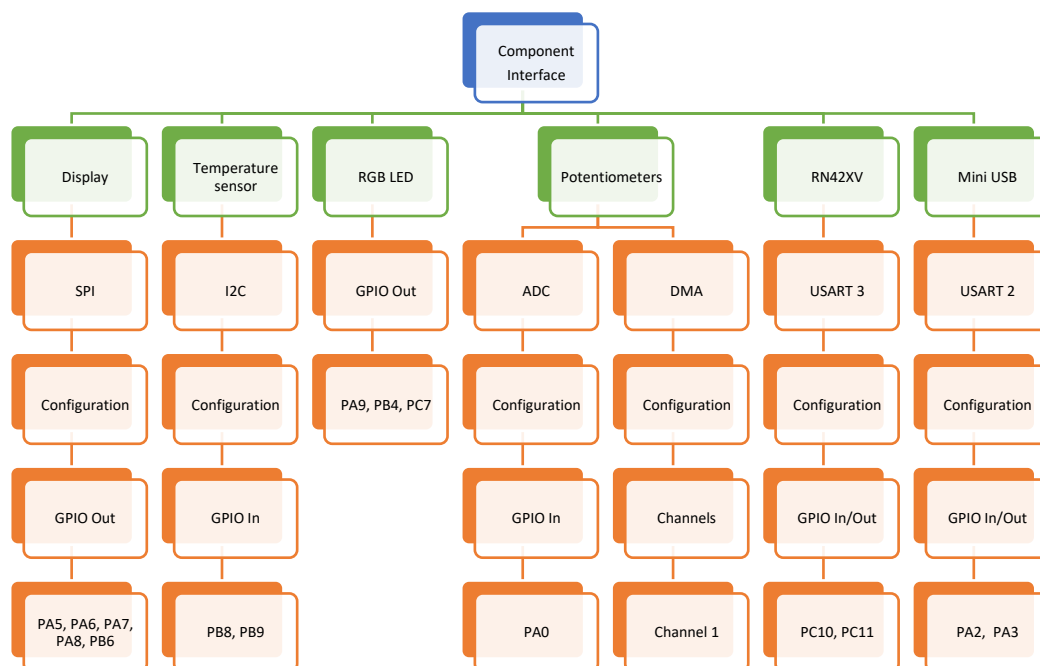 Component
Interface
Display
Temperature
sensor
RGB LED
Potentiometers
RN42XV
Mini USB
SPI
I2C
GPIO Out
ADC
DMA
USART 3
USART 2
Configuration
Configuration
PA9, PB4, PC7
Configuration
Configuration
Configuration
Configuration
GPIO Out
GPIO In
GPIO In
Channels
GPIO In/Out
GPIO In/Out
PA5, PA6, PA7,
PA8, PB6
PB8, PB9
PA0
Channel 1
PC10, PC11
PA2, PA3